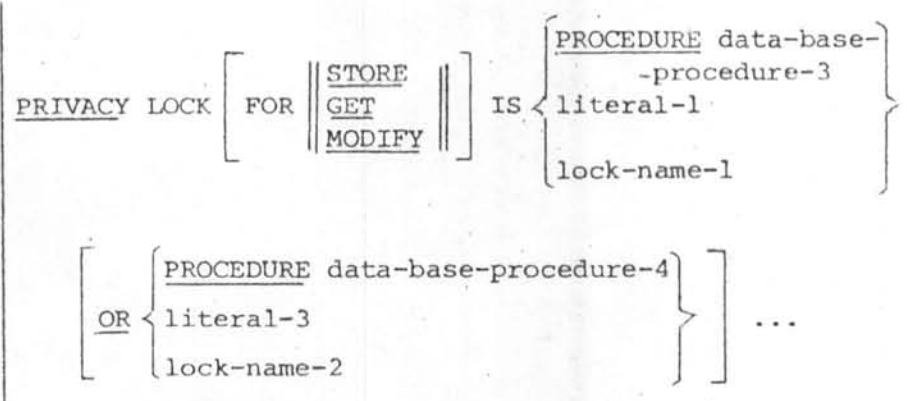 PROCEDURE data-base-
-procedure-3
STORE
PRIVACY LOCK FOR GET IS literal-1
MODIFY
lock-name-1
PROCEDURE data-base-procedure-4
OR literal-3 ...
lock-name-2